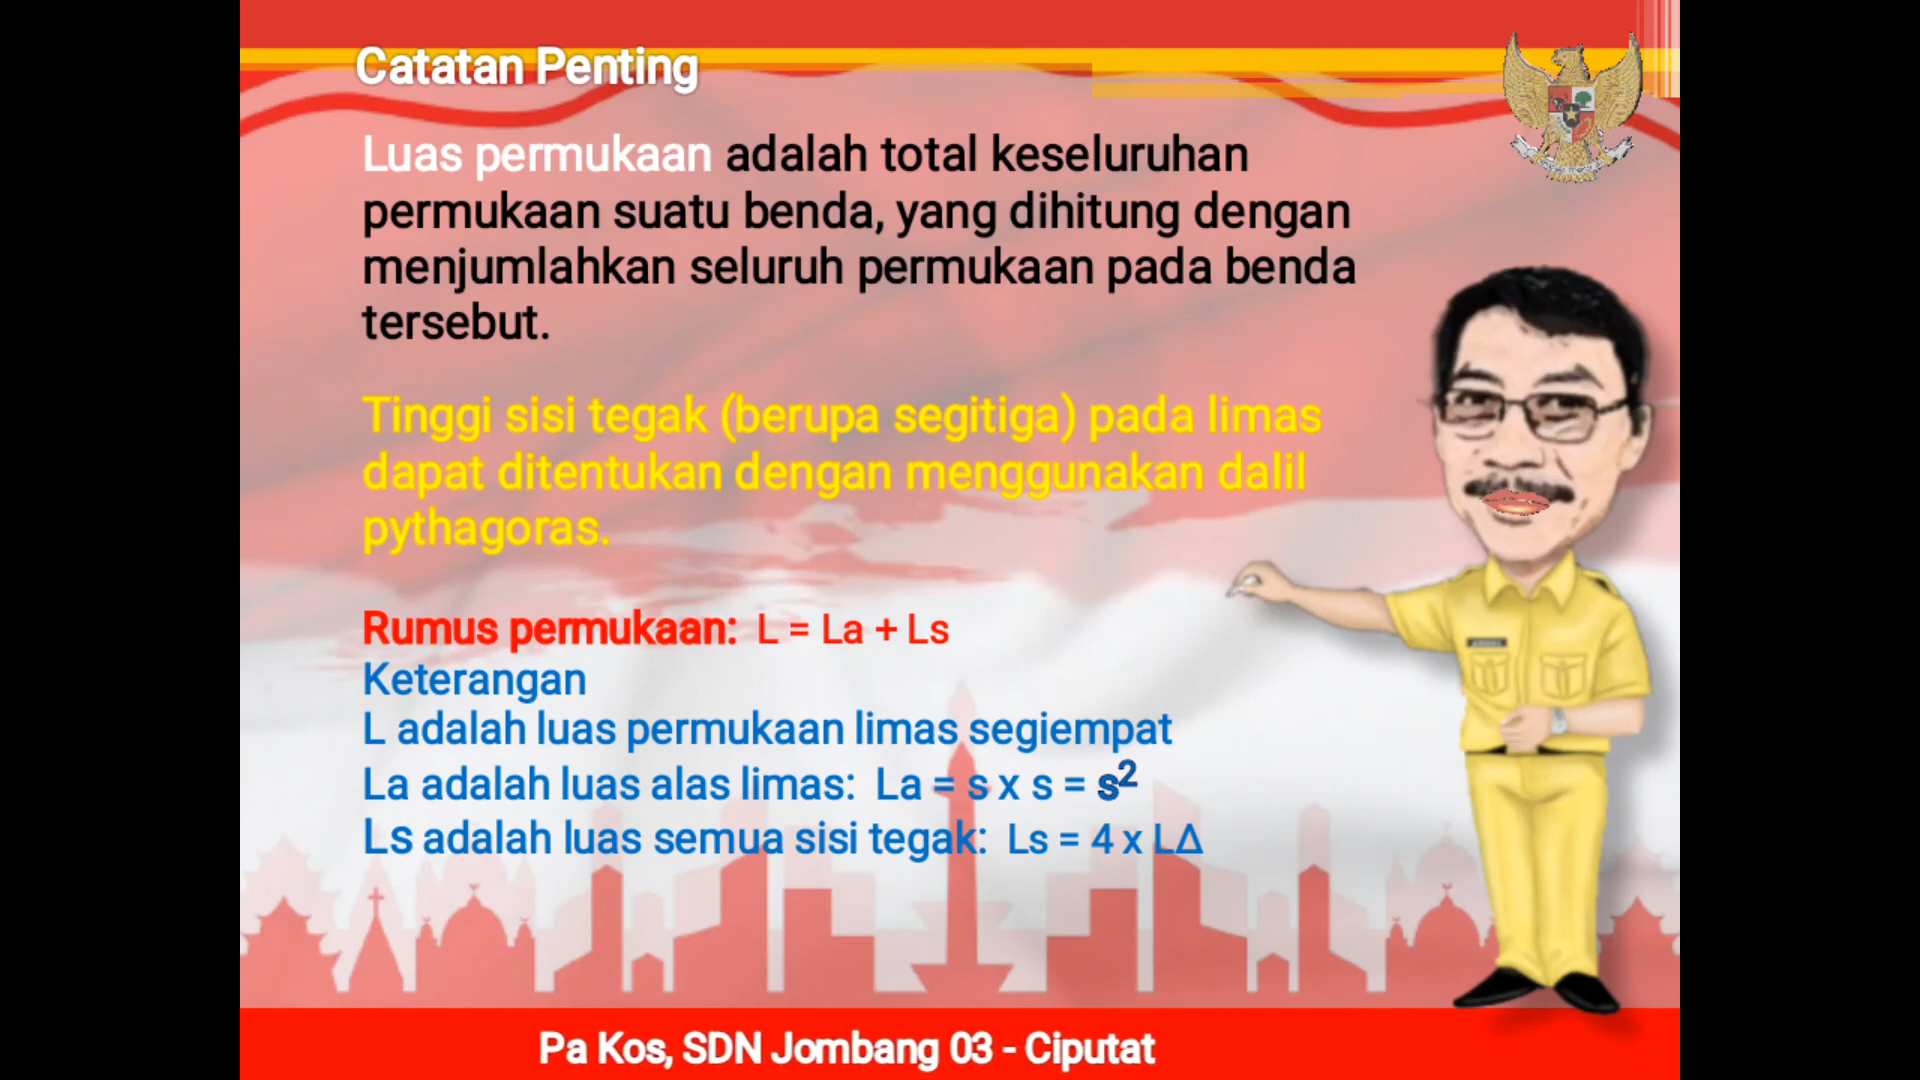 Catatan Penting
Luas permukaan adalah total keseluruhan
permukaan suatu benda, yang dihitung dengan
menjumlahkan seluruh permukaan pada benda
tersebut.
Tinggi sisi tegak (berupa segitiga) pada limas
dapat ditentukan dengan menggunakan dalil
pythagoras.
Rumus permukaan: L = La + Ls
Keterangan
L adalah luas permukaan limas segiempat
La adalah luas alas limas: La = s x s = s²
Ls adalah luas semua sisi tegak: Ls = 4 x LΔ
Pa Kos, SDN Jombang 03 - Ciputat